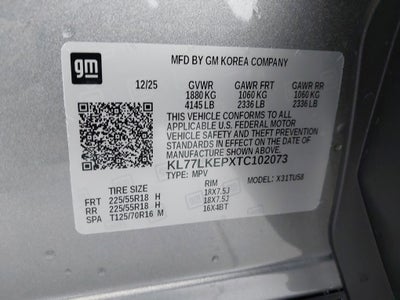 gm
MFD BY GM KOREA COMPANY
12/25 GVWR GAWR FRT GAWR RR
1880 KG 1060 KG 1060 KG
4145 LB 2336 LB 2336 LB
THIS VEHICLE CONFORMS TO ALL
APPLICABLE U.S. FEDERAL MOTOR
VEHICLE SAFETY AND THEFT PREVENTION
STANDARDS IN EFFECT ON THE DATE OF
MANUFACTURE SHOWN ABOVE.
KL77LKEPXTC102073
TYPE: MPV MODEL: X31TUS8
TIRE SIZE RIM
FRT 225/55R18 H 18X7.5J
RR 225/55R18 H 18X7.5J
SPA T125/70R16 M 16X4BT